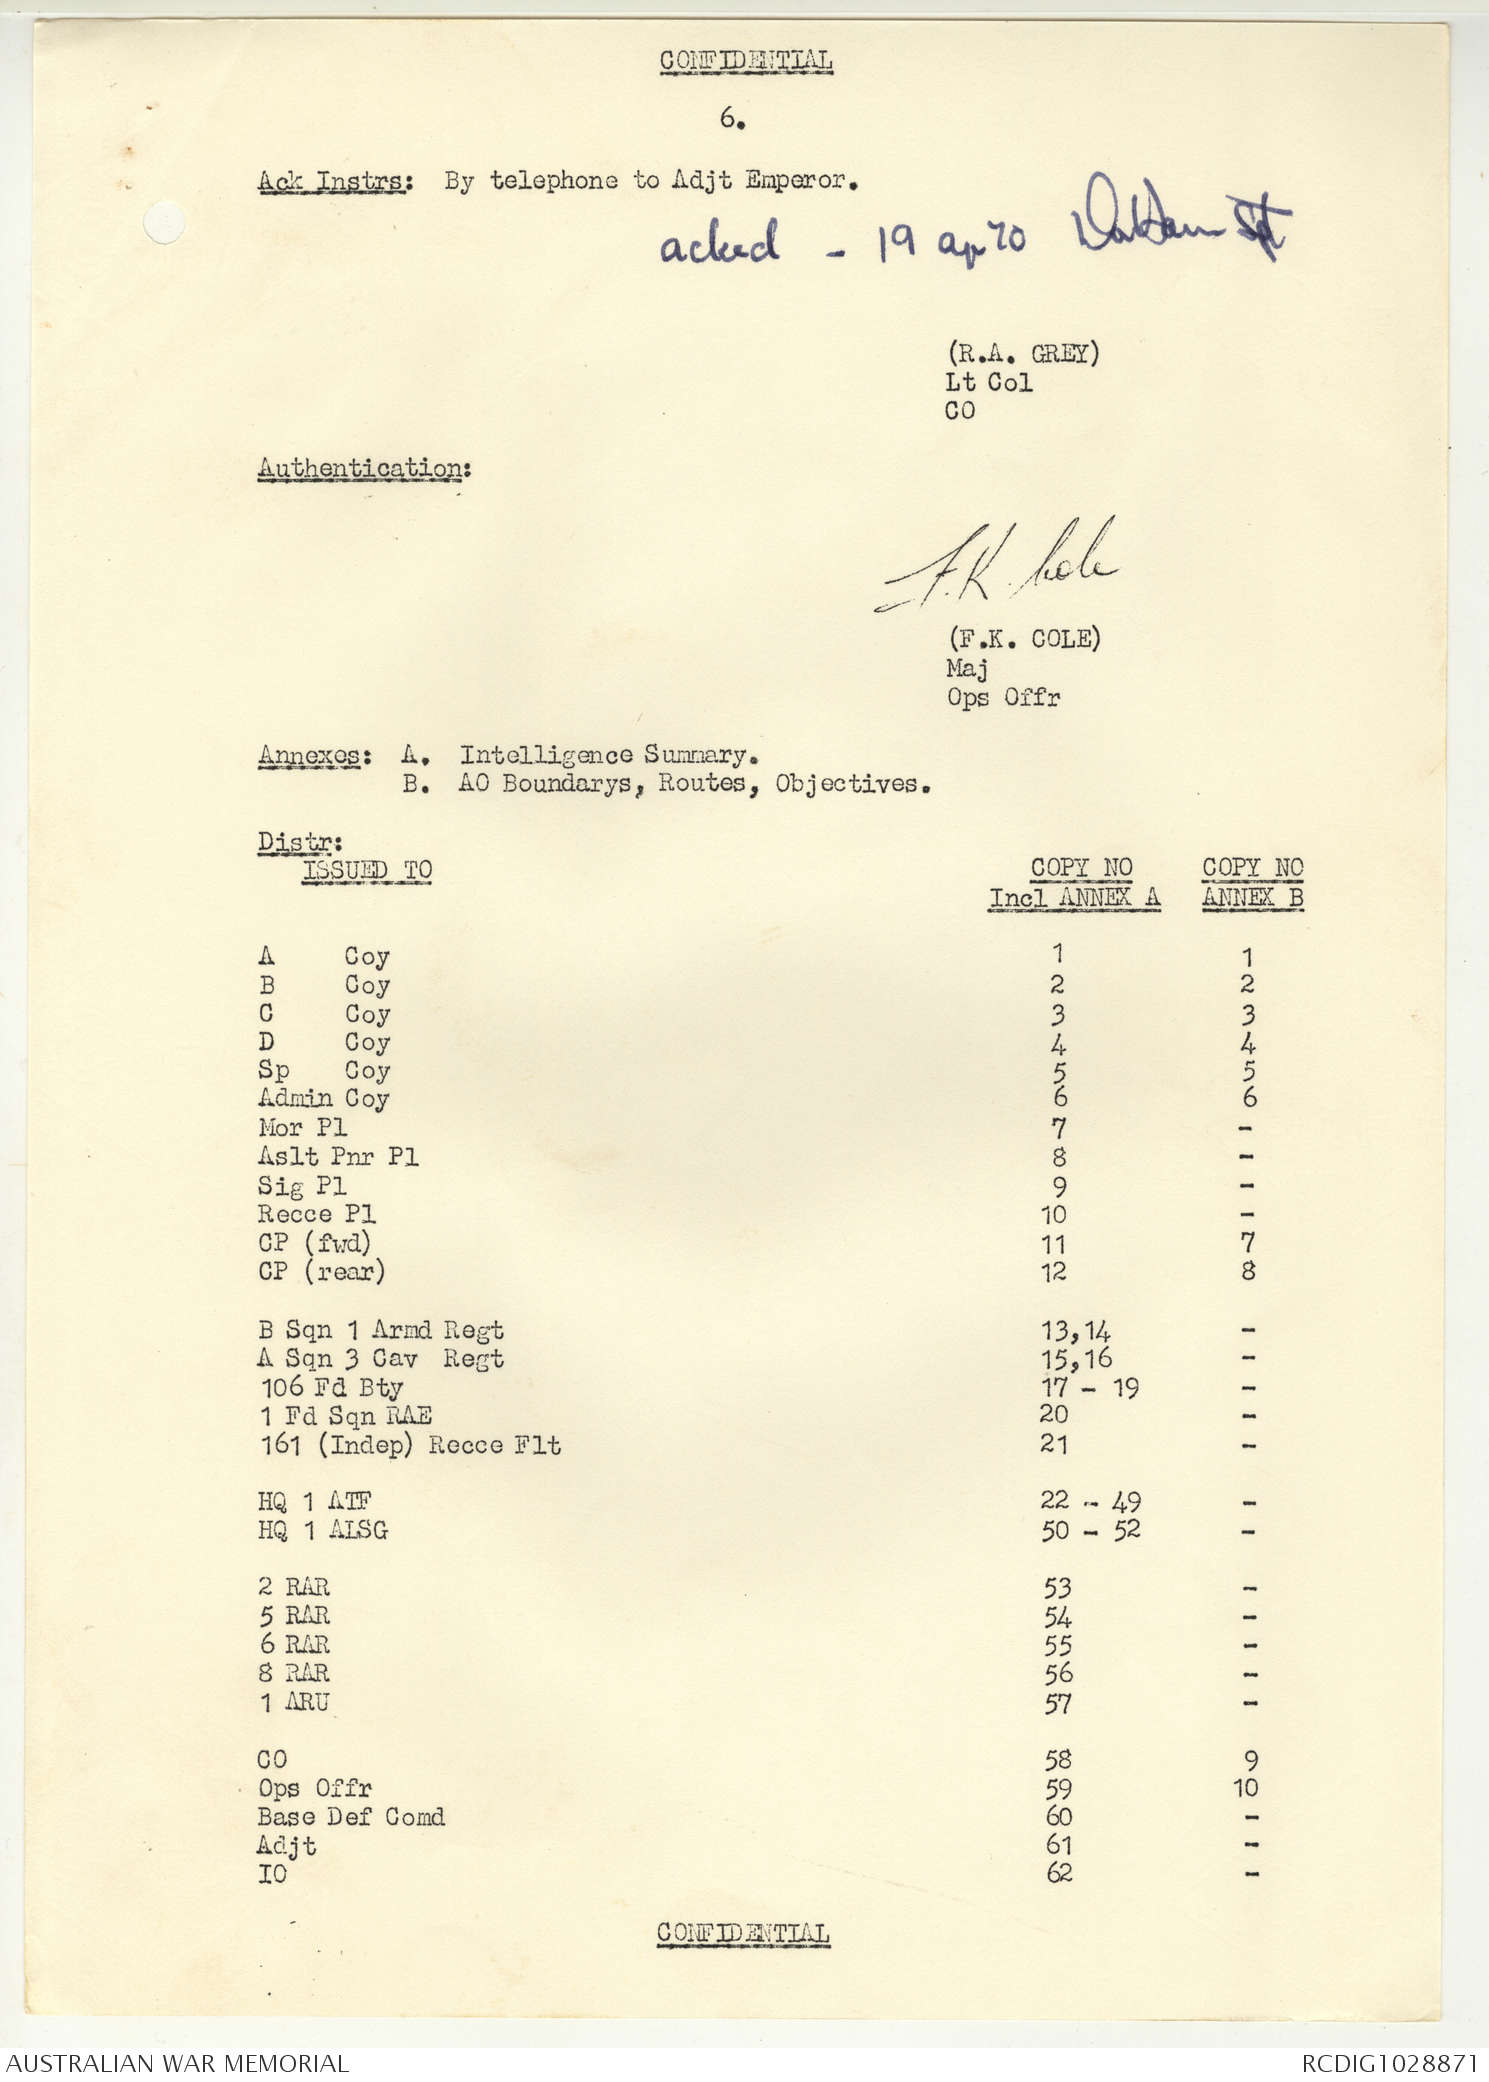 CONFIDENTIAL
6.
Ack Instrs: By telephone to Adjt Emperor.
acked - 19 apr 70 Sgt
(R.A. GREY)
Lt Col
CO
Authentication:
F.K. Cole
(F.K. COLE)
Maj
Ops Offr
Annexes: A. Intelligence Summary.
B. AO Boundarys, Routes, Objectives.
Distr:
ISSUED TO COPY NO COPY NO
Incl ANNEX A ANNEX B
A Coy 1 1
B Coy 2 2
C Coy 3 3
D Coy 4 4
Sp Coy 5 5
Admin Coy 6 6
Mor Pl 7 -
Aslt Pnr Pl 8 -
Sig Pl 9 -
Recce Pl 10 -
CP (fwd) 11 7
CP (rear) 12 8
B Sqn 1 Armd Regt 13,14 -
A Sqn 3 Cav Regt 15,16 -
106 Fd Bty 17 - 19 -
1 Fd Sqn RAE 20 -
161 (Indep) Recce Flt 21 -
HQ 1 ATF 22 - 49 -
HQ 1 ALSG 50 - 52 -
2 RAR 53 -
5 RAR 54 -
6 RAR 55 -
8 RAR 56 -
1 ARU 57 -
CO 58 9
Ops Offr 59 10
Base Def Comd 60 -
Adjt 61 -
IO 62 -
CONFIDENTIAL
AUSTRALIAN WAR MEMORIAL RCDIG1028871